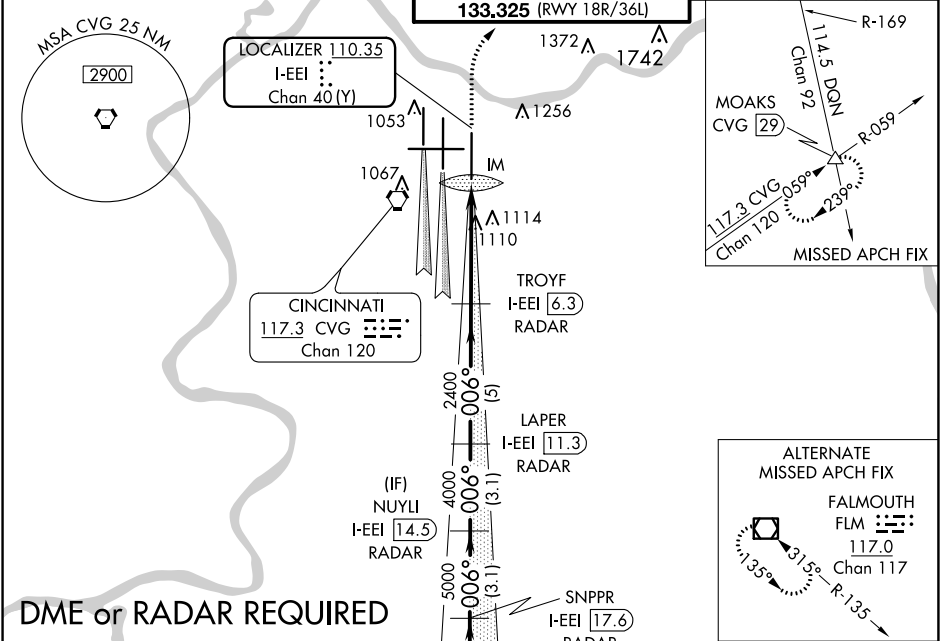 133.325 (RWY 18R/36L)
MSA CVG 25 NM
2900
LOCALIZER 110.35
I-EEI
Chan 40 (Y)
1372
1742
1053
1256
IM
1067
1114
1110
R-169
114.5 DQN
Chan 92
MOAKS
CVG 29
R-059
059°
117.3 CVG
Chan 120
239°
MISSED APCH FIX
CINCINNATI
117.3 CVG
Chan 120
TROYF
I-EEI 6.3
RADAR
2400
006°
(5)
LAPER
I-EEI 11.3
RADAR
4000
006°
(3.1)
(IF)
NUYLI
I-EEI 14.5
RADAR
5000
006°
(3.1)
SNPPR
I-EEI 17.6
RADAR
ALTERNATE
MISSED APCH FIX
FALMOUTH
FLM
117.0
Chan 117
315°
135°
R-135
DME or RADAR REQUIRED